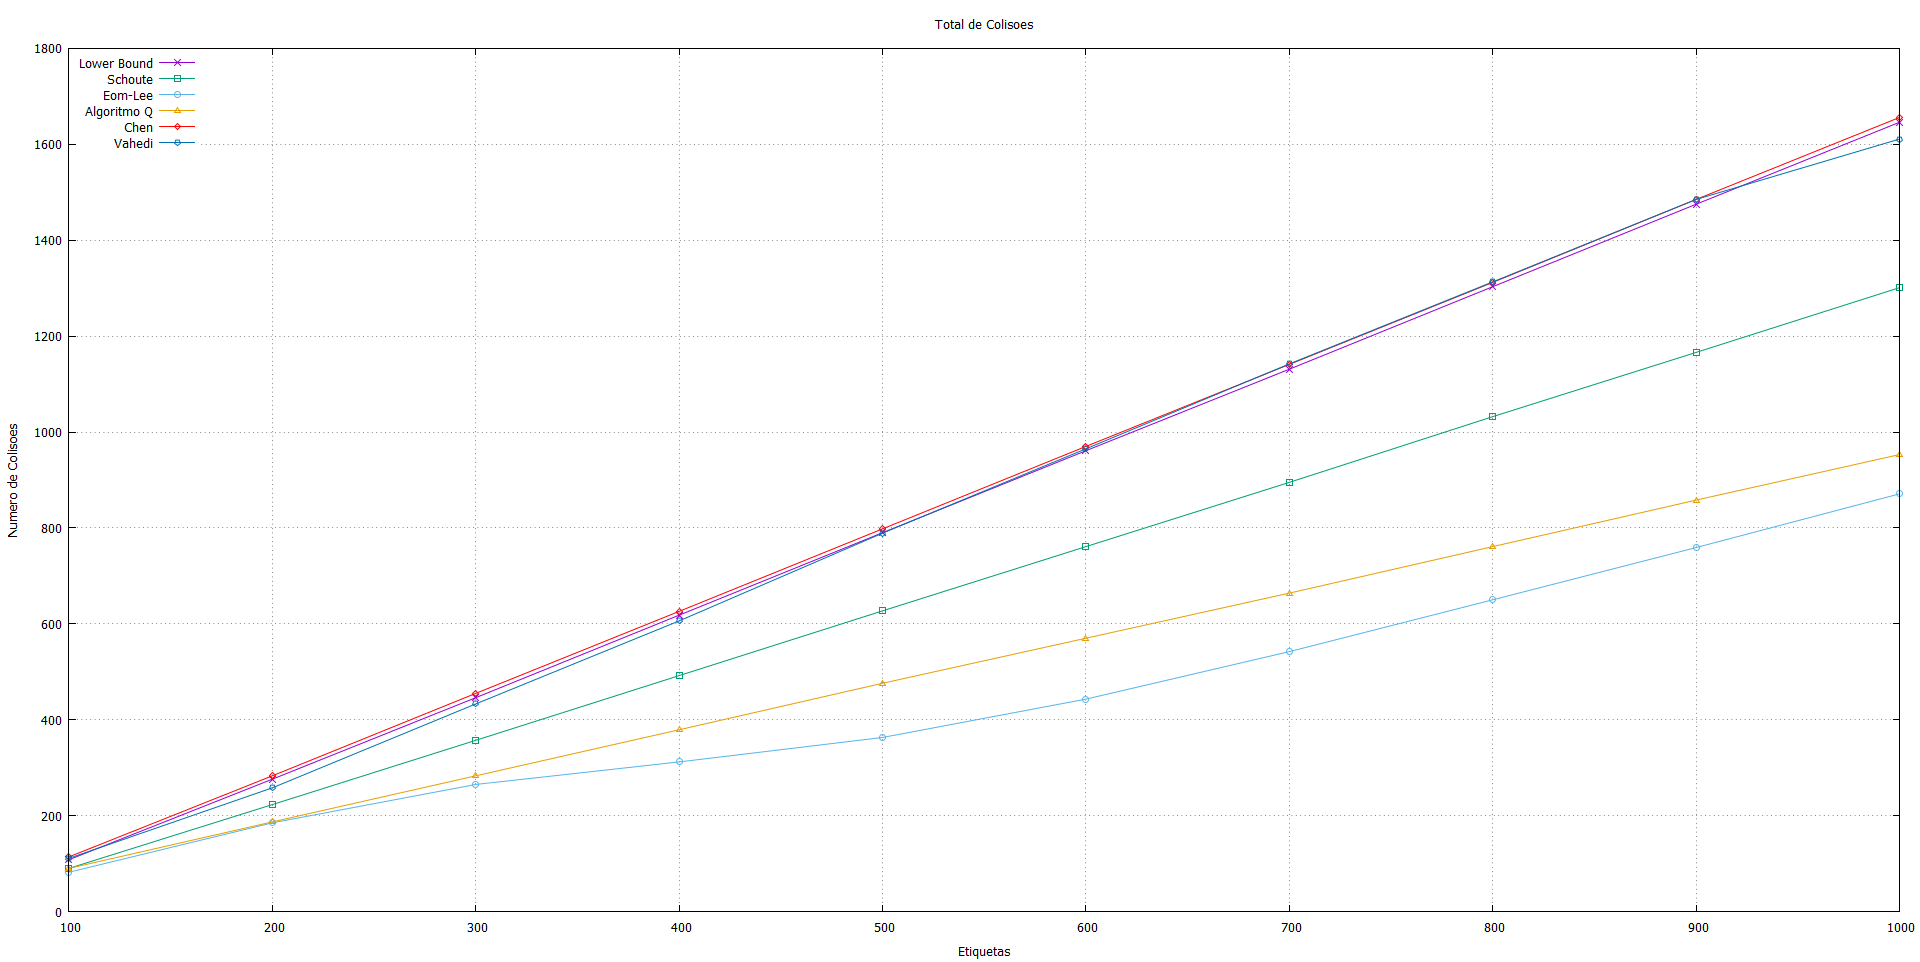 Total de Colisoes
1800
1600
1400
1200
1000
800
600
400
200
0
Numero de Colisoes
Lower Bound
Schoute
Eom-Lee
Algoritmo Q
Chen
Vahedi
100 200 300 400 500 600 700 800 900 1000
Etiquetas